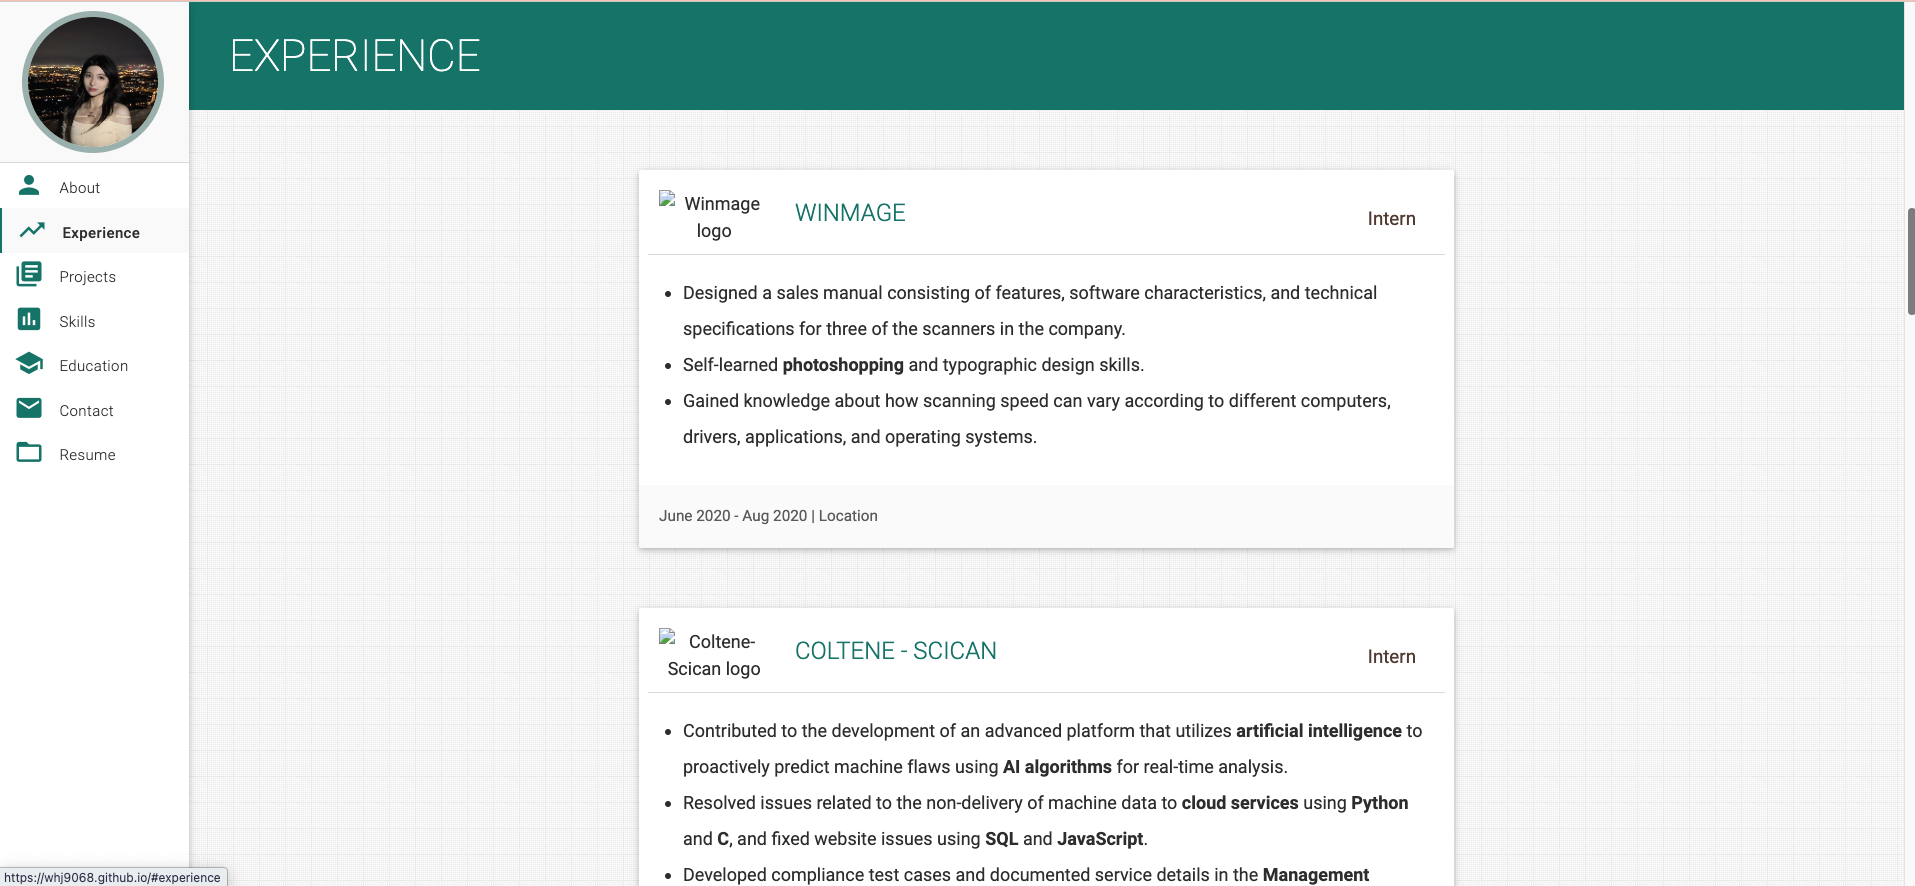 EXPERIENCE
About
Experience
Projects
Skills
Education
Contact
Resume
Winmage
logo
WINMAGE
Intern
Designed a sales manual consisting of features, software characteristics, and technical
specifications for three of the scanners in the company.
Self-learned photoshopping and typographic design skills.
Gained knowledge about how scanning speed can vary according to different computers,
drivers, applications, and operating systems.
June 2020 - Aug 2020 | Location
Coltene-
Scican logo
COLTENE - SCICAN
Intern
Contributed to the development of an advanced platform that utilizes artificial intelligence to
proactively predict machine flaws using AI algorithms for real-time analysis.
Resolved issues related to the non-delivery of machine data to cloud services using Python
and C, and fixed website issues using SQL and JavaScript.
Developed compliance test cases and documented service details in the Management
https://whj9068.github.io/#experience